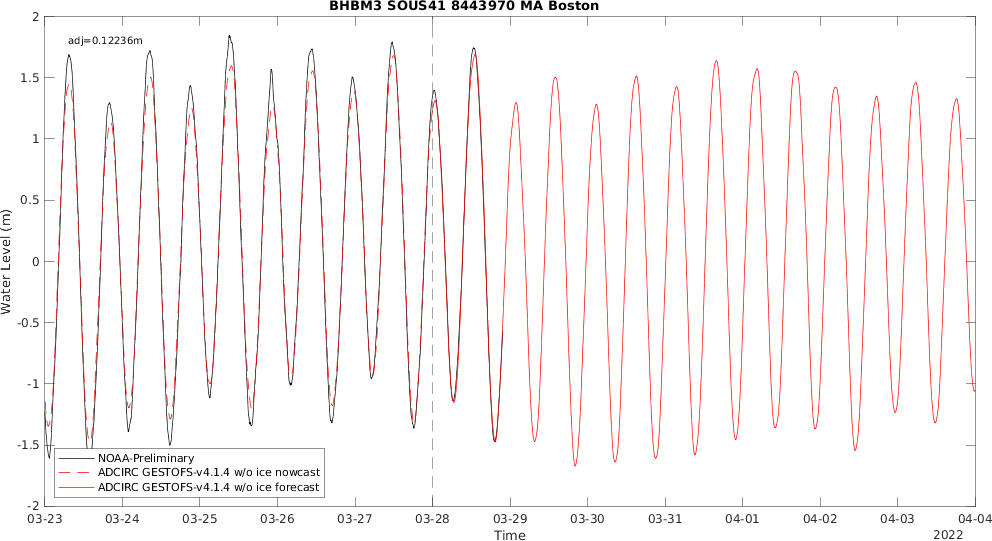 BHBM3 SOUS41 8443970 MA Boston
adj=0.12236m
Water Level (m)
2
1.5
1
0.5
0
-0.5
-1
-1.5
-2
NOAA-Preliminary
ADCIRC GESTOFS-v4.1.4 w/o ice nowcast
ADCIRC GESTOFS-v4.1.4 w/o ice forecast
03-23 03-24 03-25 03-26 03-27 03-28 03-29 03-30 03-31 04-01 04-02 04-03 04-04
Time
2022